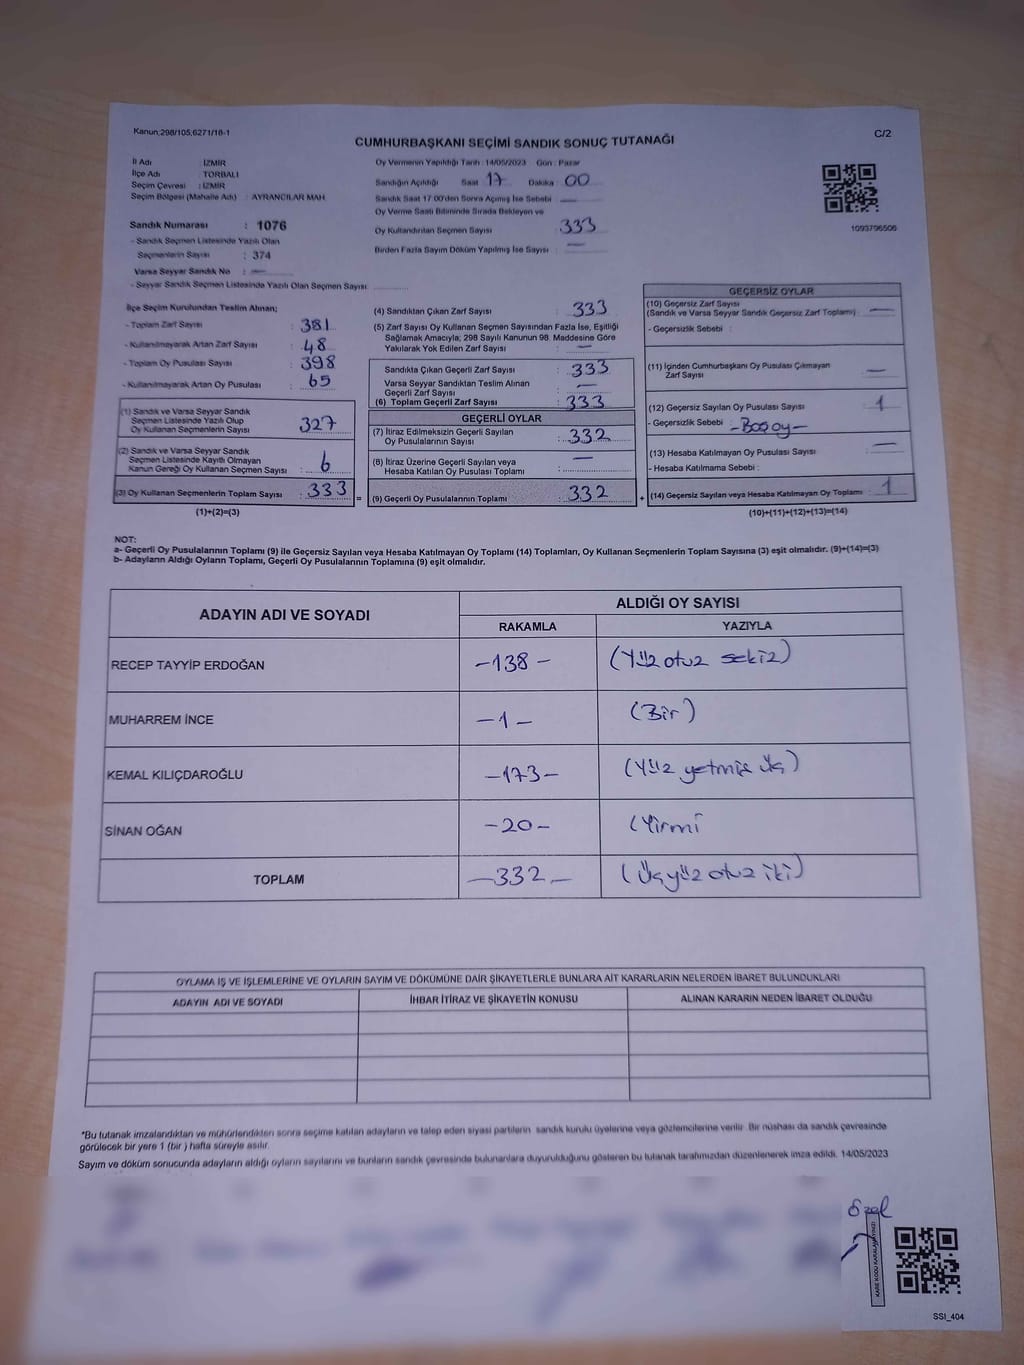 Kanun;298/105,6271/18-1
C/2
CUMHURBAŞKANI SEÇİMİ SANDIK SONUÇ TUTANAĞI
İl Adı : İZMİR
İlçe Adı : TORBALI
Seçim Çevresi : İZMİR
Seçim Bölgesi (Mahalle Adı) : AYRANCILAR MAH
Sandık Numarası : 1076
- Sandık Seçmen Listesinde Yazılı Olan
Seçmenlerin Sayısı : 374
Varsa Seyyar Sandık No : —
- Seyyar Sandık Seçmen Listesinde Yazılı Olan Seçmen Sayısı:
Oy Vermenin Yapıldığı Tarih : 14/05/2023 Gün : Pazar
Sandığın Açıldığı Saat 17 Dakika 00
Sandık Saat 17:00'den Sonra Açımış İse Sebebi : —
Oy Verme Saati Bitiminde Sırada Bekleyen ve
Oy Kullandırılan Seçmen Sayısı : 333
Birden Fazla Sayım Döküm Yapılmış İse Sayısı : —
1093796506
İlçe Seçim Kurulundan Teslim Alınan;
- Toplam Zarf Sayısı : 381
- Kullanılmayarak Artan Zarf Sayısı : 48
- Toplam Oy Pusulası Sayısı : 398
- Kullanılmayarak Artan Oy Pusulası : 65
(1) Sandık ve Varsa Seyyar Sandık
Seçmen Listesinde Yazılı Olup
Oy Kullanan Seçmenlerin Sayısı : 327
(2) Sandık ve Varsa Seyyar Sandık
Seçmen Listesinde Kayıtlı Olmayan
Kanun Gereği Oy Kullanan Seçmen Sayısı : 6
(3) Oy Kullanan Seçmenlerin Toplam Sayısı : 333
(1)+(2)=(3)
=
(4) Sandıktan Çıkan Zarf Sayısı : 333
(5) Zarf Sayısı Oy Kullanan Seçmen Sayısından Fazla İse, Eşitliği
Sağlamak Amacıyla; 298 Sayılı Kanunun 98. Maddesine Göre
Yakılarak Yok Edilen Zarf Sayısı : —
Sandıkta Çıkan Geçerli Zarf Sayısı : 333
Varsa Seyyar Sandıktan Teslim Alınan
Geçerli Zarf Sayısı : —
(6) Toplam Geçerli Zarf Sayısı : 333
GEÇERLİ OYLAR
(7) İtiraz Edilmeksizin Geçerli Sayılan
Oy Pusulalarının Sayısı : 332
(8) İtiraz Üzerine Geçerli Sayılan veya
Hesaba Katılan Oy Pusulası Toplamı : —
(9) Geçerli Oy Pusulalarının Toplamı : 332
+
GEÇERSİZ OYLAR
(10) Geçersiz Zarf Sayısı
(Sandık ve Varsa Seyyar Sandık Geçersiz Zarf Toplamı) : —
- Geçersizlik Sebebi :
(11) İçinden Cumhurbaşkanı Oy Pusulası Çıkmayan
Zarf Sayısı : —
(12) Geçersiz Sayılan Oy Pusulası Sayısı : 1
- Geçersizlik Sebebi : -Boş oy-
(13) Hesaba Katılmayan Oy Pusulası Sayısı : —
- Hesaba Katılmama Sebebi :
(14) Geçersiz Sayılan veya Hesaba Katılmayan Oy Toplamı : 1
(10)+(11)+(12)+(13)=(14)
NOT:
a- Geçerli Oy Pusulalarının Toplamı (9) ile Geçersiz Sayılan veya Hesaba Katılmayan Oy Toplamı (14) Toplamları, Oy Kullanan Seçmenlerin Toplam Sayısına (3) eşit olmalıdır. (9)+(14)=(3)
b- Adayların Aldığı Oyların Toplamı, Geçerli Oy Pusulalarının Toplamına (9) eşit olmalıdır.
ADAYIN ADI VE SOYADI
ALDIĞI OY SAYISI
RAKAMLA YAZIYLA
RECEP TAYYİP ERDOĞAN -138- (Yüz otuz sekiz)
MUHARREM İNCE -1- (Bir)
KEMAL KILIÇDAROĞLU -173- (Yüz yetmiş üç)
SİNAN OĞAN -20- (Yirmi
TOPLAM -332- (Üçyüz otuz iki)
OYLAMA İŞ VE İŞLEMLERİNE VE OYLARIN SAYIM VE DÖKÜMÜNE DAİR ŞİKAYETLERLE BUNLARA AİT KARARLARIN NELERDEN İBARET BULUNDUKLARI
ADAYIN ADI VE SOYADI İHBAR İTİRAZ VE ŞİKAYETİN KONUSU ALINAN KARARIN NEDEN İBARET OLDUĞU
*Bu tutanak imzalandıktan ve mühürlendikten sonra seçime katılan adayların ve talep eden siyasi partilerin sandık kurulu üyelerine veya gözlemcilerine verilir. Bir nüshası da sandık çevresinde
görülecek bir yere 1 (bir) hafta süreyle asılır.
Sayım ve döküm sonucunda adayların aldığı oyların sayılarını ve bunların sandık çevresinde bulunanlara duyurulduğunu gösteren bu tutanak tarafımızdan düzenlenerek imza edildi. 14/05/2023
özel
KARE KODU KARALAMAYINIZ!
SSI_404